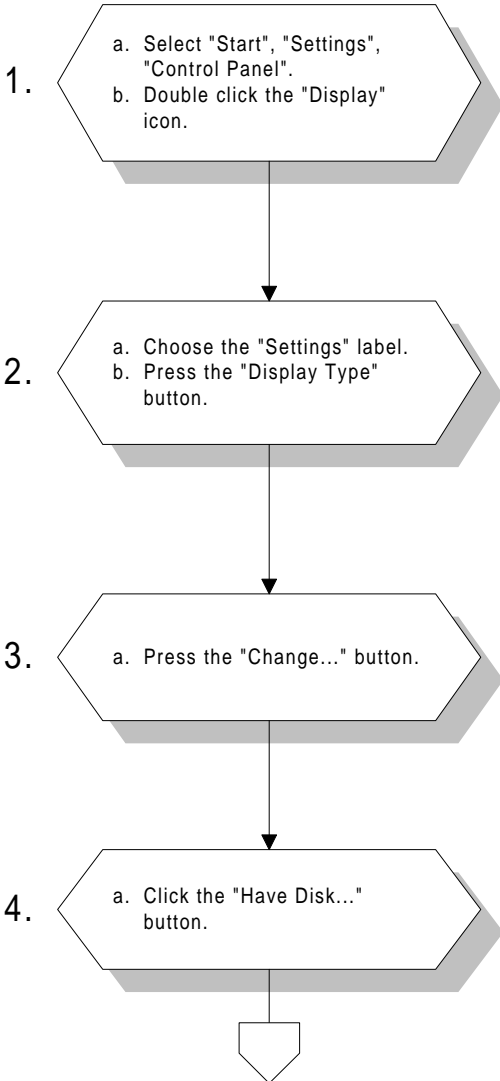 1.
a. Select "Start", "Settings",
"Control Panel".
b. Double click the "Display"
icon.
2.
a. Choose the "Settings" label.
b. Press the "Display Type"
button.
3.
a. Press the "Change..." button.
4.
a. Click the "Have Disk..."
button.